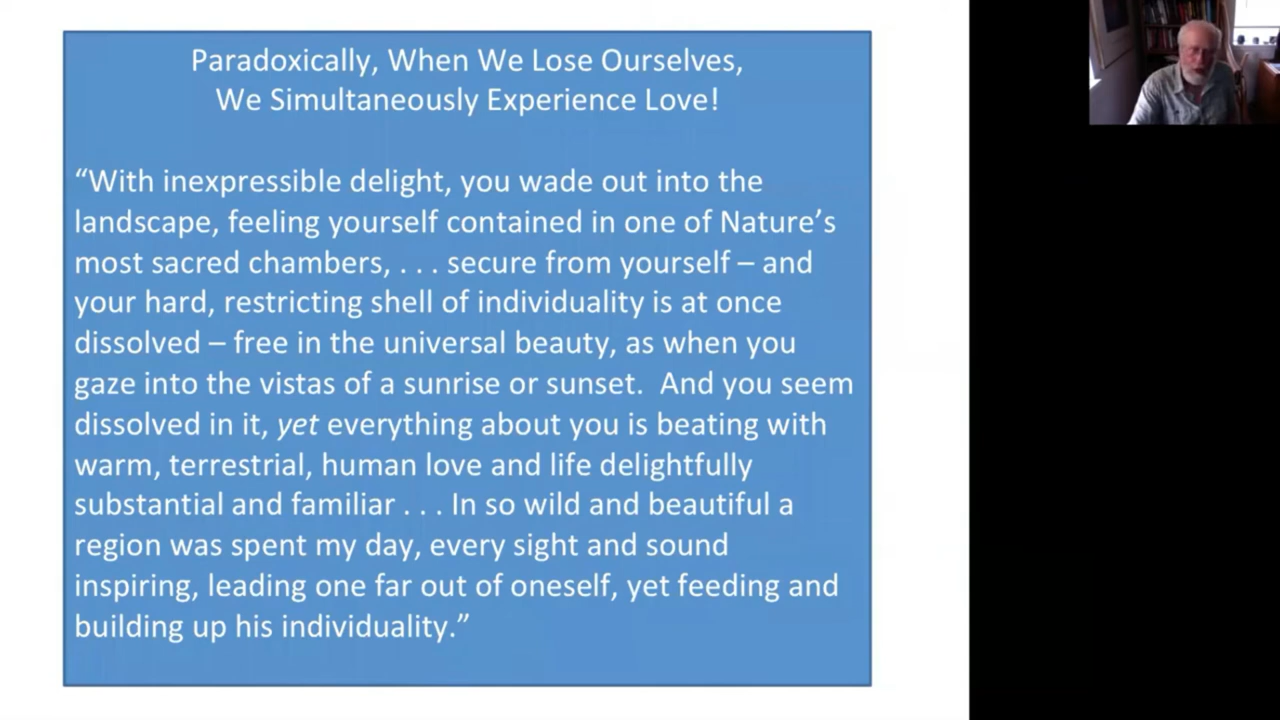 Paradoxically, When We Lose Ourselves,
We Simultaneously Experience Love!
“With inexpressible delight, you wade out into the
landscape, feeling yourself contained in one of Nature’s
most sacred chambers, . . . secure from yourself – and
your hard, restricting shell of individuality is at once
dissolved – free in the universal beauty, as when you
gaze into the vistas of a sunrise or sunset.  And you seem
dissolved in it, yet everything about you is beating with
warm, terrestrial, human love and life delightfully
substantial and familiar . . . In so wild and beautiful a
region was spent my day, every sight and sound
inspiring, leading one far out of oneself, yet feeding and
building up his individuality.”